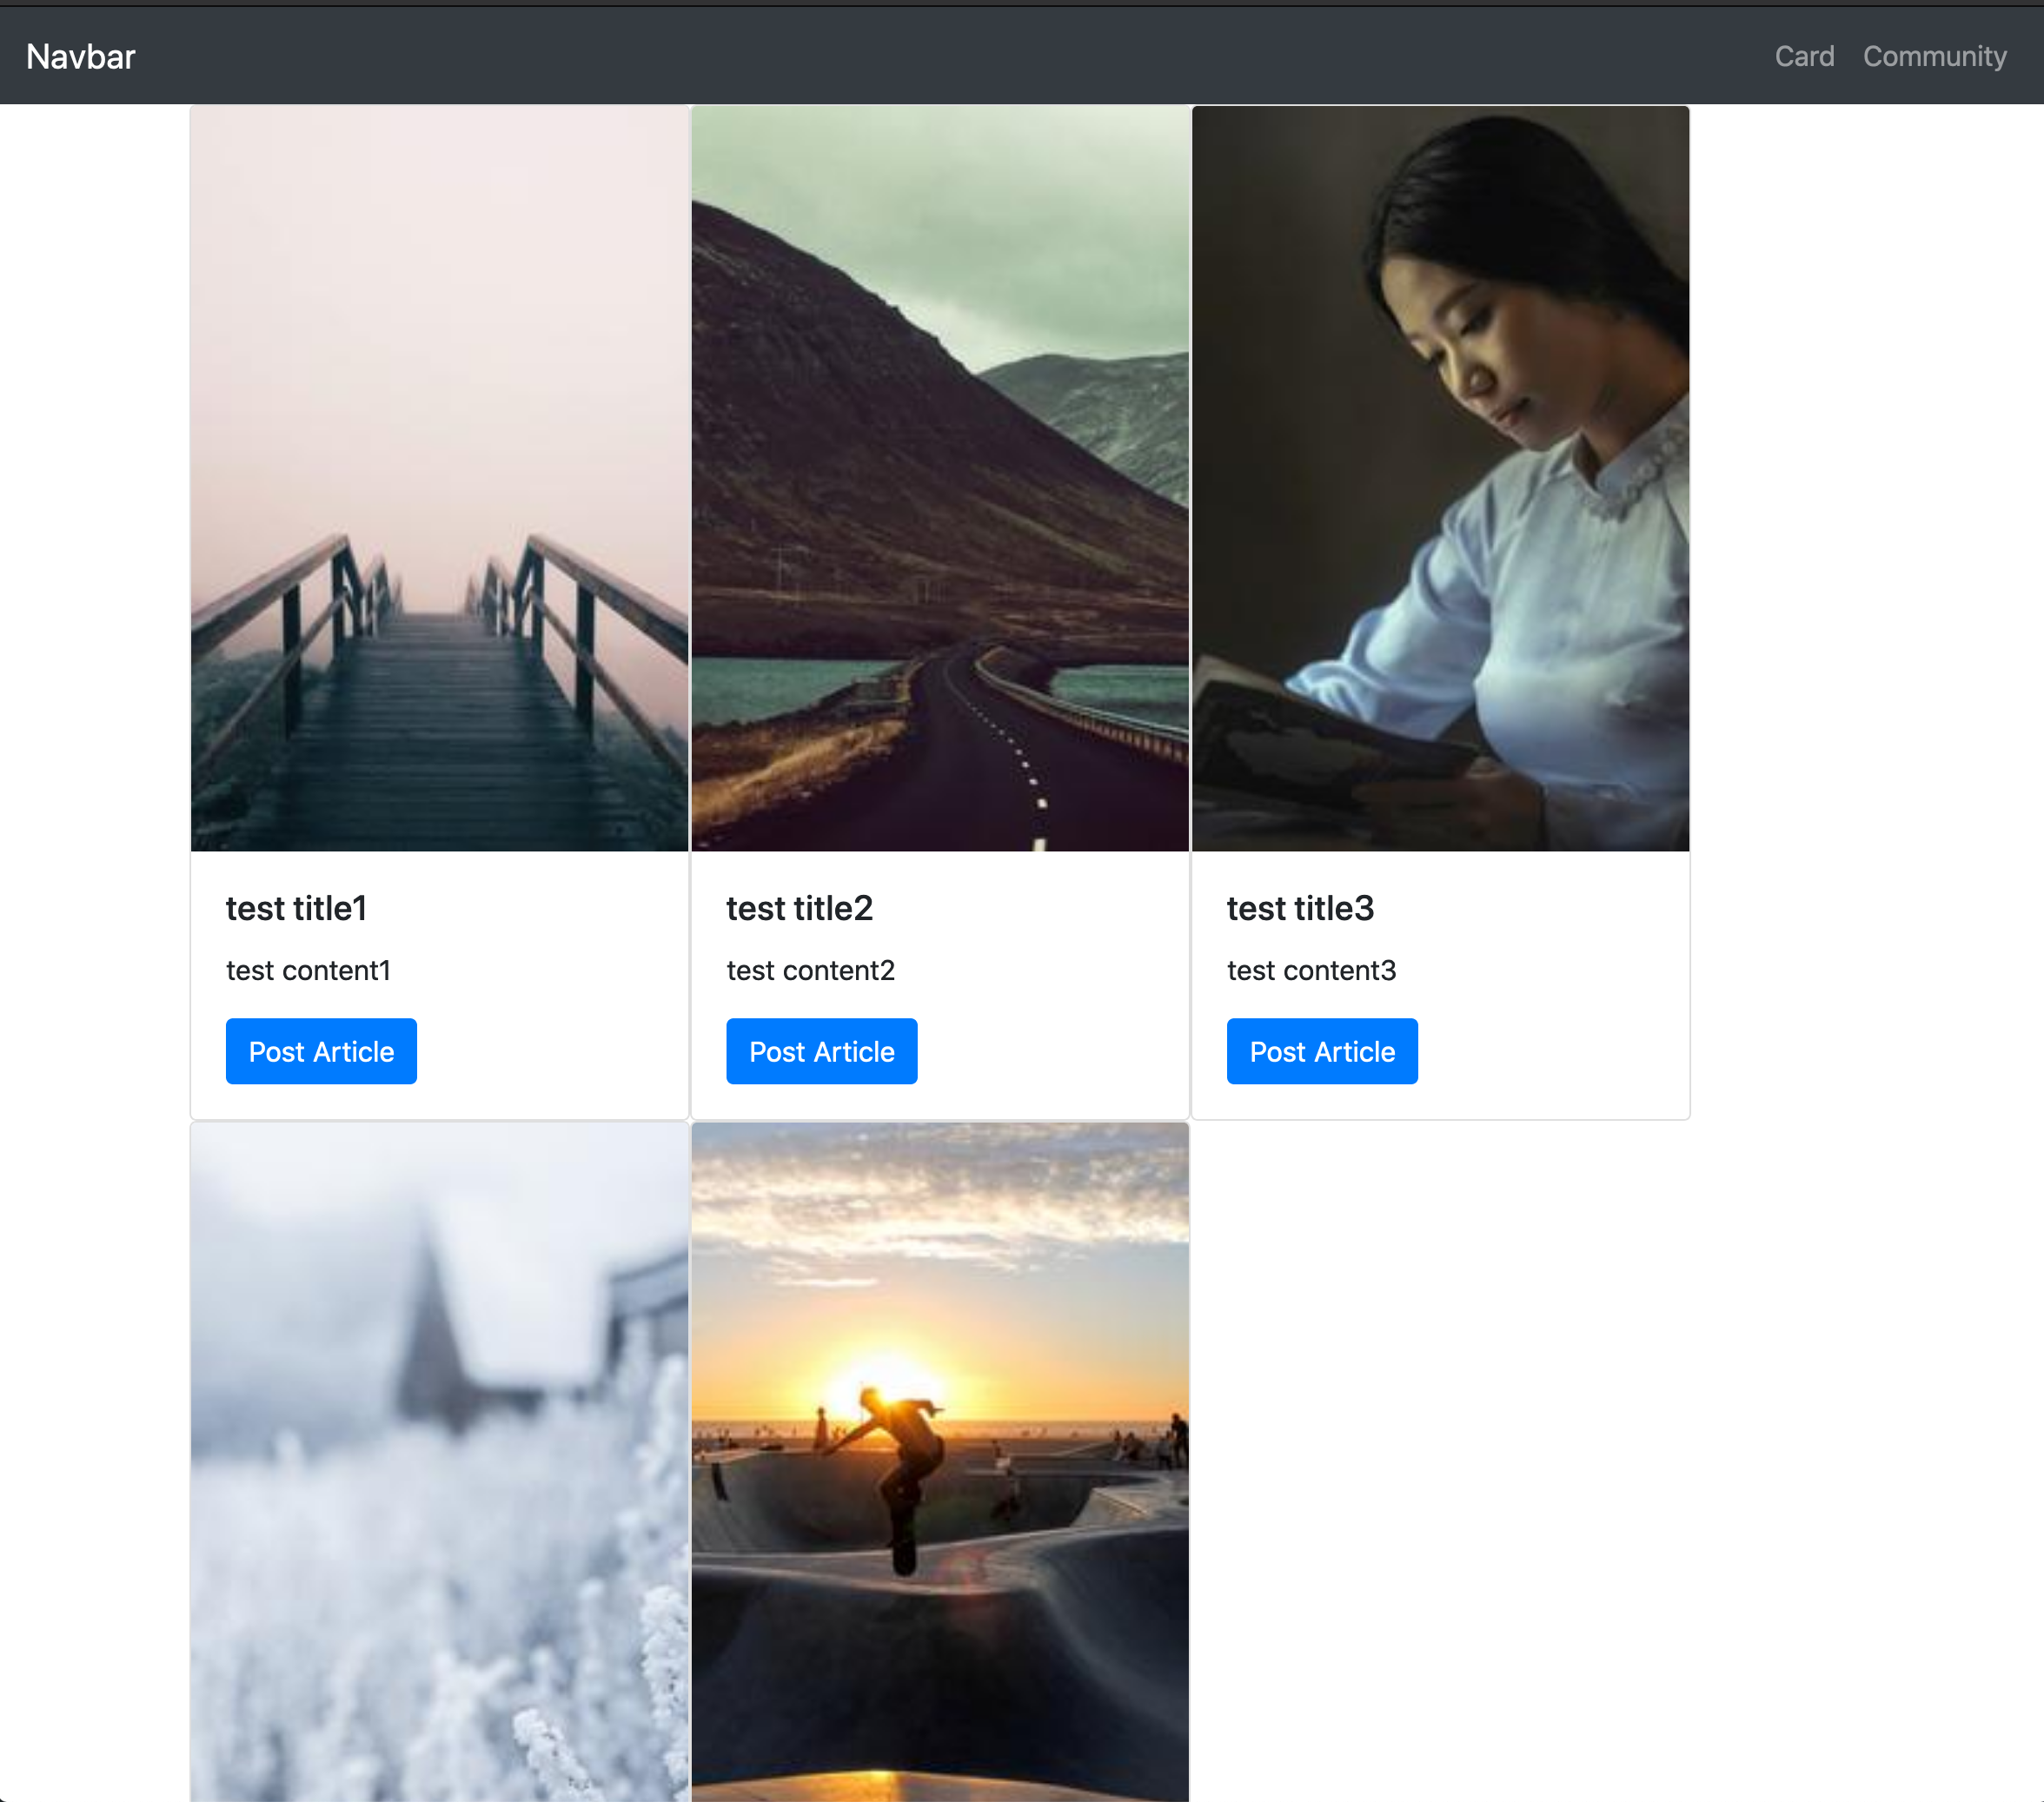 Navbar
Card Community
test title1
test content1
Post Article
test title2
test content2
Post Article
test title3
test content3
Post Article